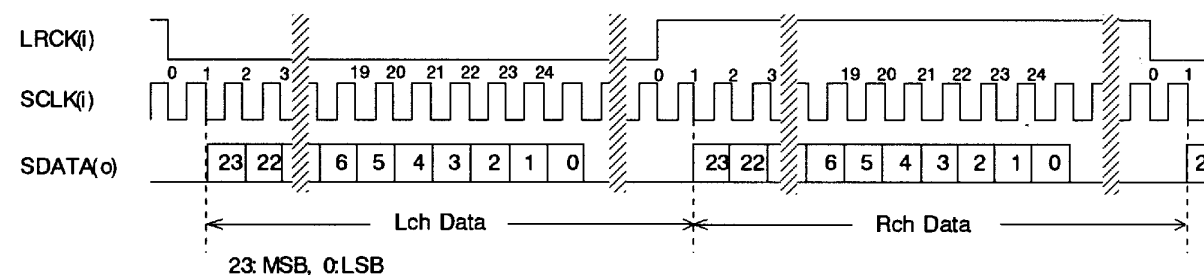 LRCK(i)
0 1 2 3 19 20 21 22 23 24 0 1 2 3 19 20 21 22 23 24 0 1
SCLK(i)
SDATA(o) 23 22 6 5 4 3 2 1 0 23 22 6 5 4 3 2 1 0 2
Lch Data Rch Data
23: MSB, 0:LSB